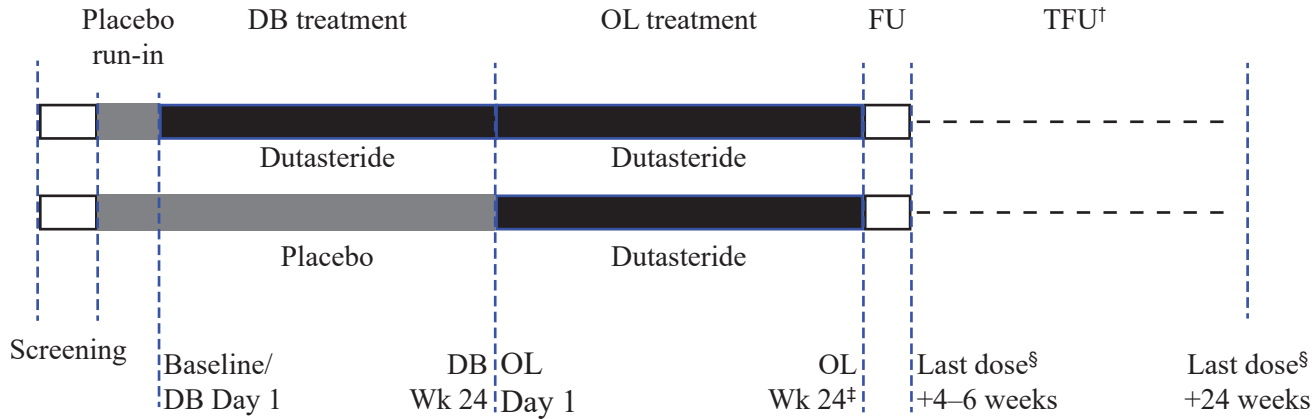 Placebo
run-in
DB treatment
OL treatment
FU
TFU†
Dutasteride
Dutasteride
Placebo
Dutasteride
Screening
Baseline/
DB Day 1
DB
Wk 24
OL
Day 1
OL
Wk 24‡
Last dose§
+4–6 weeks
Last dose§
+24 weeks